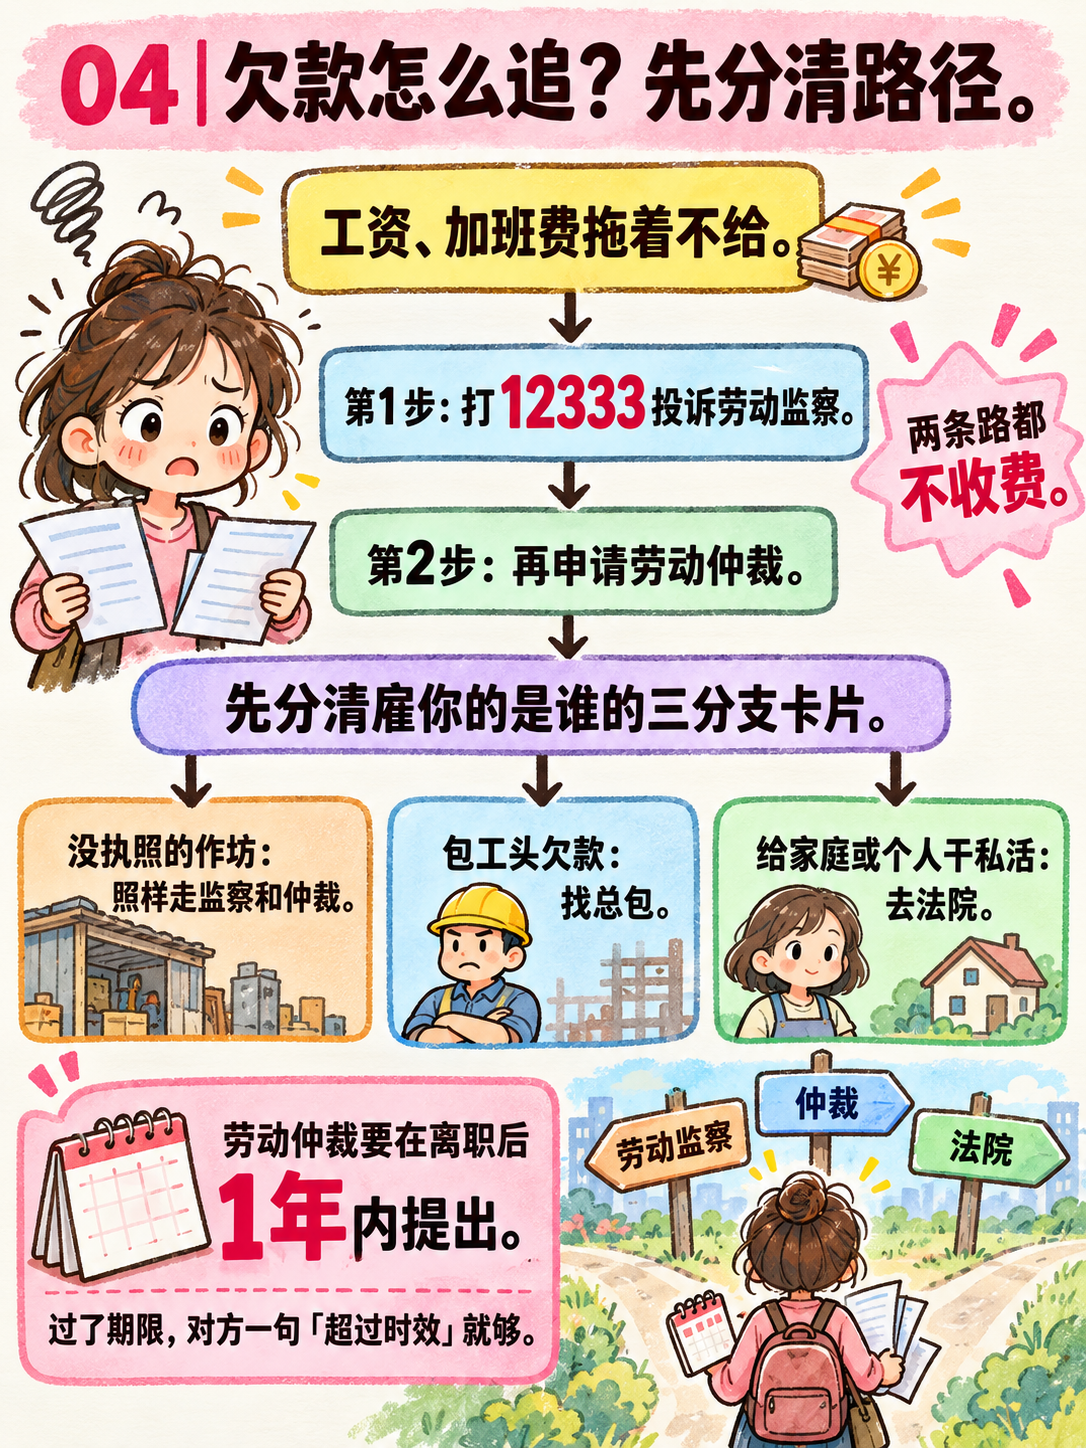 04 | 欠款怎么追？先分清路径。
工资、加班费拖着不给。
¥
第1步：打12333投诉劳动监察。
两条路都
不收费。
第2步：再申请劳动仲裁。
先分清雇你的是谁的三分支卡片。
没执照的作坊：
照样走监察和仲裁。
包工头欠款：
找总包。
给家庭或个人干私活：
去法院。
劳动仲裁要在离职后
1年内提出。
过了期限，对方一句「超过时效」就够。
劳动监察
仲裁
法院